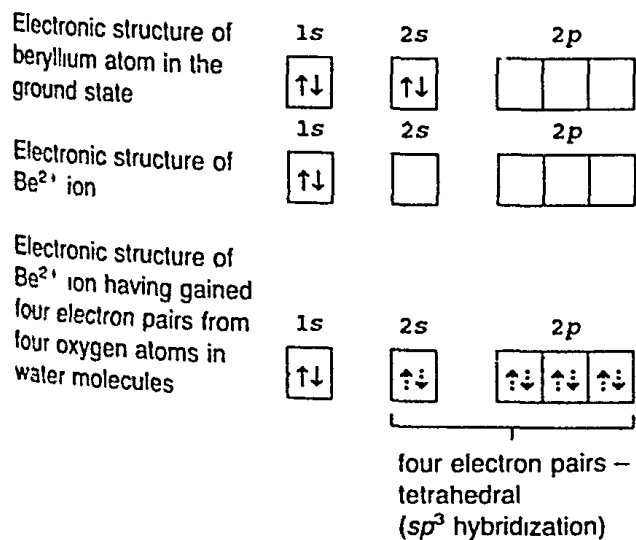 Electronic structure of
beryllium atom in the
ground state
1s 2s 2p
↑↓ ↑↓
Electronic structure of
Be²⁺ ion
1s 2s 2p
↑↓
Electronic structure of
Be²⁺ ion having gained
four electron pairs from
four oxygen atoms in
water molecules
1s 2s 2p
↑↓ ⇡⇣ ⇡⇣ ⇡⇣ ⇡⇣
four electron pairs –
tetrahedral
(sp³ hybridization)